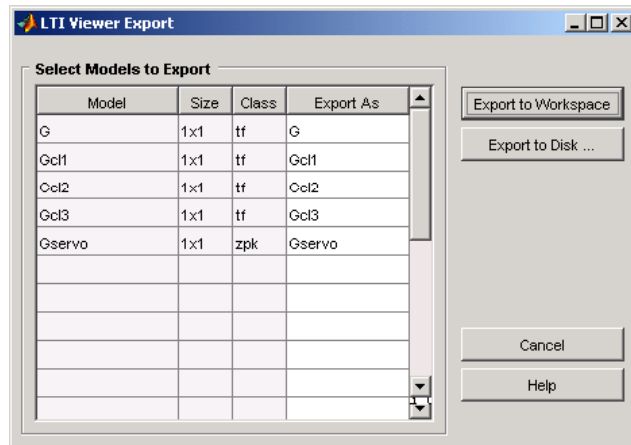 LTI Viewer Export
Select Models to Export
Model Size Class Export As
G 1x1 tf G
Gcl1 1x1 tf Gcl1
Gcl2 1x1 tf Gcl2
Gcl3 1x1 tf Gcl3
Gservo 1x1 zpk Gservo
Export to Workspace
Export to Disk ...
Cancel
Help